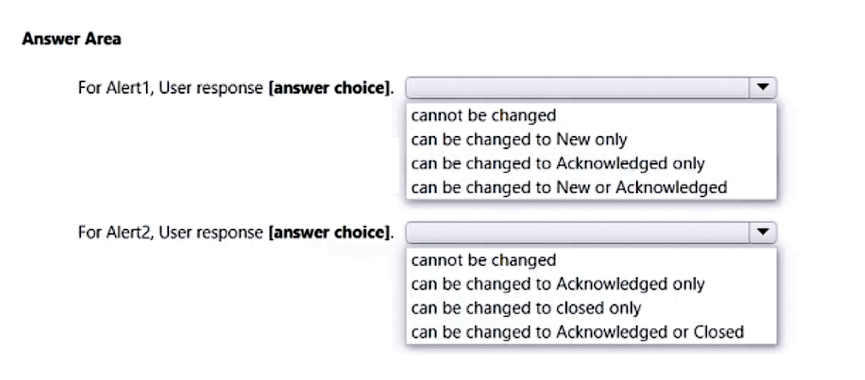 Answer Area
For Alert1, User response [answer choice].
cannot be changed
can be changed to New only
can be changed to Acknowledged only
can be changed to New or Acknowledged
For Alert2, User response [answer choice].
cannot be changed
can be changed to Acknowledged only
can be changed to closed only
can be changed to Acknowledged or Closed